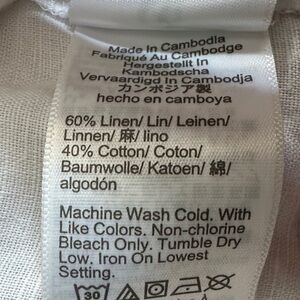 Made In Cambodia
Fabriqué Au Cambodge
Hergestellt In
Kambodscha
Vervaardigd In Cambodja
カンボジア製
hecho en camboya
60% Linen/ Lin/ Leinen/
Linnen/ 麻/ lino
40% Cotton/ Coton/
Baumwolle/ Katoen/ 綿/
algodón
Machine Wash Cold. With
Like Colors. Non-chlorine
Bleach Only. Tumble Dry
Low. Iron On Lowest
Setting.
30